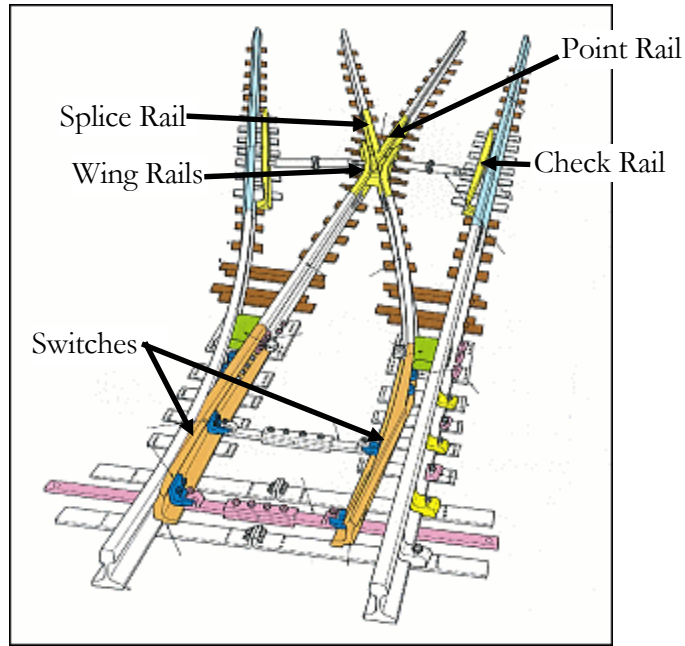 Point Rail
Splice Rail
Wing Rails
Check Rail
Switches